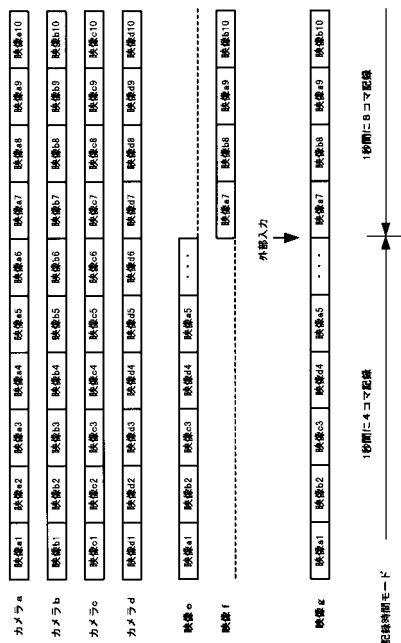 カメラa 映像a1 映像a2 映像a3 映像a4 映像a5 映像a6 映像a7 映像a8 映像a9 映像a10
カメラb 映像b1 映像b2 映像b3 映像b4 映像b5 映像b6 映像b7 映像b8 映像b9 映像b10
カメラc 映像c1 映像c2 映像c3 映像c4 映像c5 映像c6 映像c7 映像c8 映像c9 映像c10
カメラd 映像d1 映像d2 映像d3 映像d4 映像d5 映像d6 映像d7 映像d8 映像d9 映像d10
映像e 映像a1 映像b2 映像c3 映像d4 映像a5 ・・・
映像f 映像a7 映像b8 映像a9 映像b10
外部入力
映像g 映像a1 映像b2 映像c3 映像d4 映像a5 ・・・ 映像a7 映像b8 映像a9 映像b10
記録時間モード 1秒間に4コマ記録 1秒間に8コマ記録